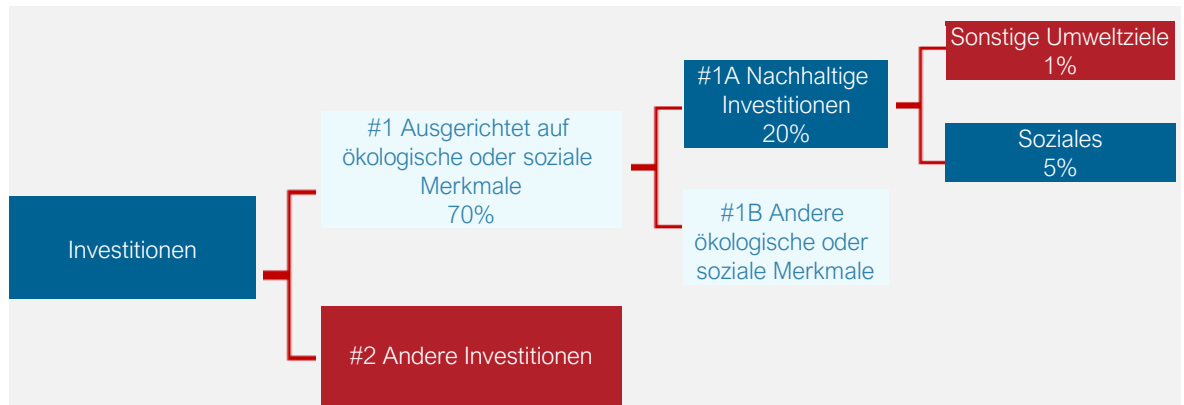 Investitionen
#1 Ausgerichtet auf
ökologische oder soziale
Merkmale
70%
#2 Andere Investitionen
#1A Nachhaltige
Investitionen
20%
#1B Andere
ökologische oder
soziale Merkmale
Sonstige Umweltziele
1%
Soziales
5%